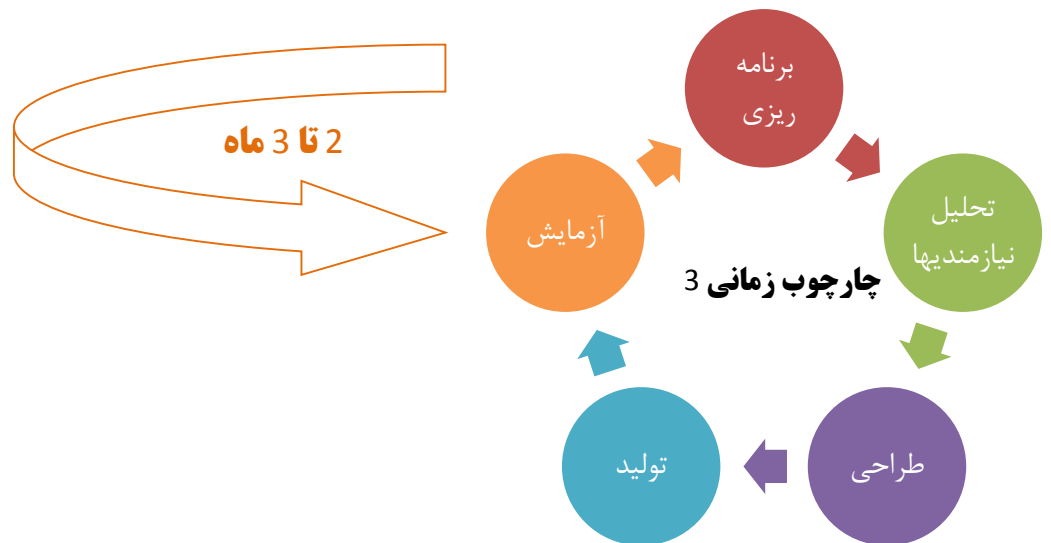 برنامه
ریزی
تحلیل
نیازمندیها
طراحی
تولید
آزمایش
چارچوب زمانی 3
2 تا 3 ماه